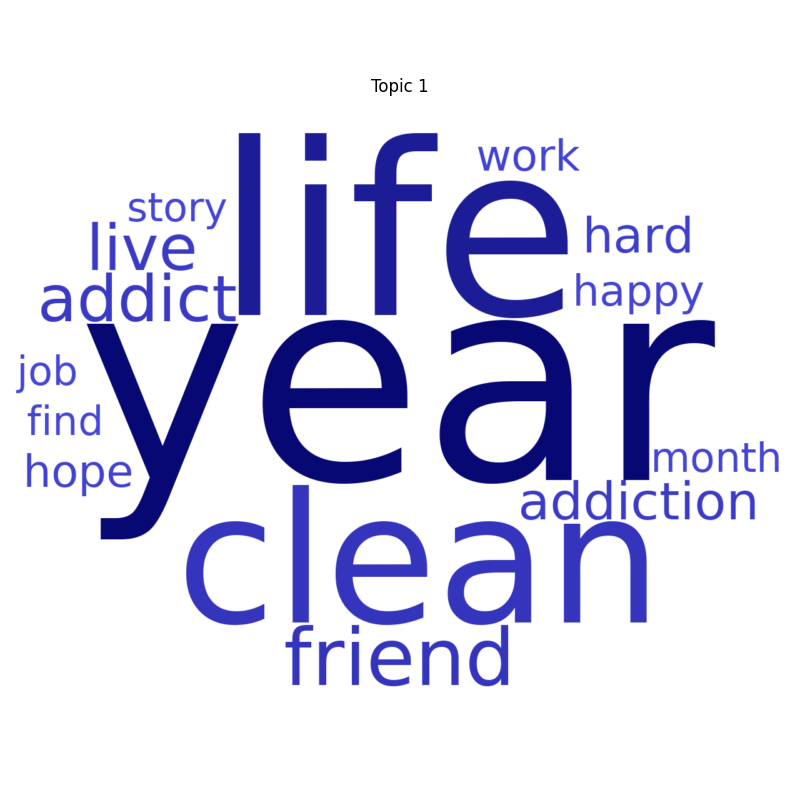 Topic 1
life
work
story
live
hard
addict
happy
year
job
find
hope
month
addiction
clean
friend